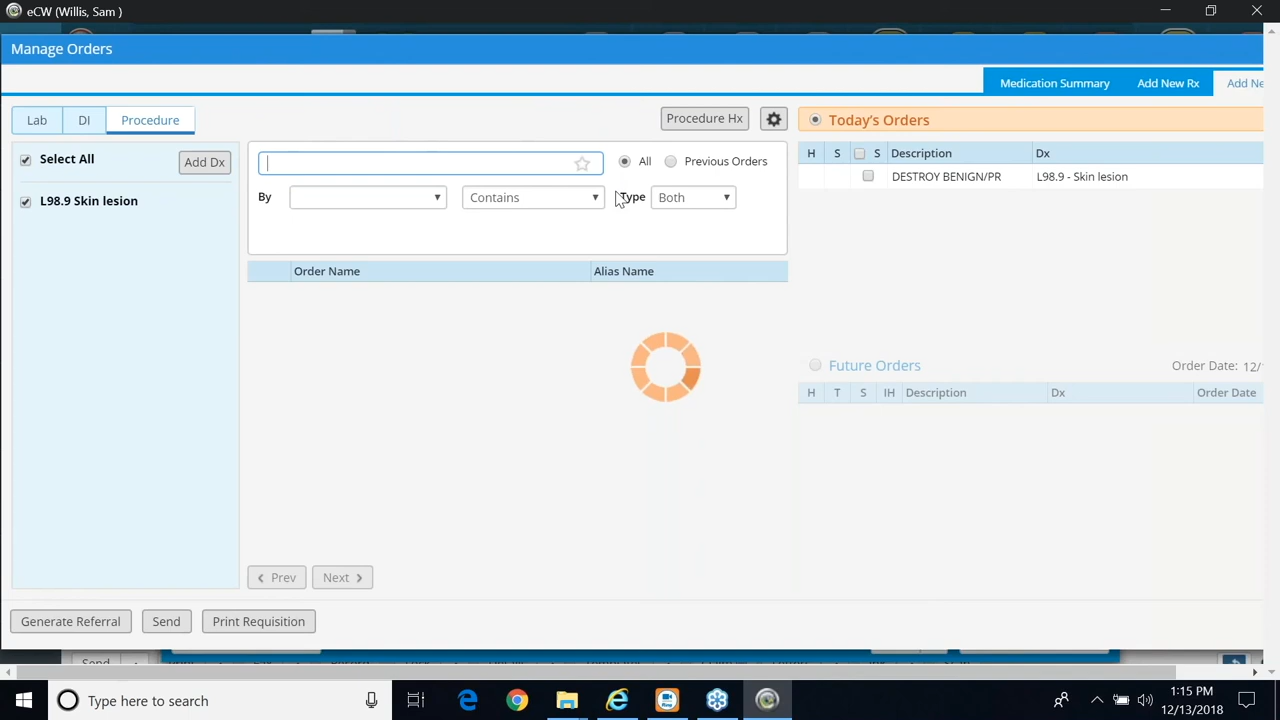 eCW (Willis, Sam )
Manage Orders
Medication Summary Add New Rx Add Ne
Lab DI Procedure Procedure Hx Today's Orders
Select All Add Dx All Previous Orders H S S Description Dx
DESTROY BENIGN/PR L98.9 - Skin lesion
L98.9 Skin lesion By Contains Type Both
Order Name Alias Name
Future Orders Order Date: 12/
H T S IH Description Dx Order Date
Prev Next
Generate Referral Send Print Requisition
Send
Type here to search
1:15 PM
12/13/2018